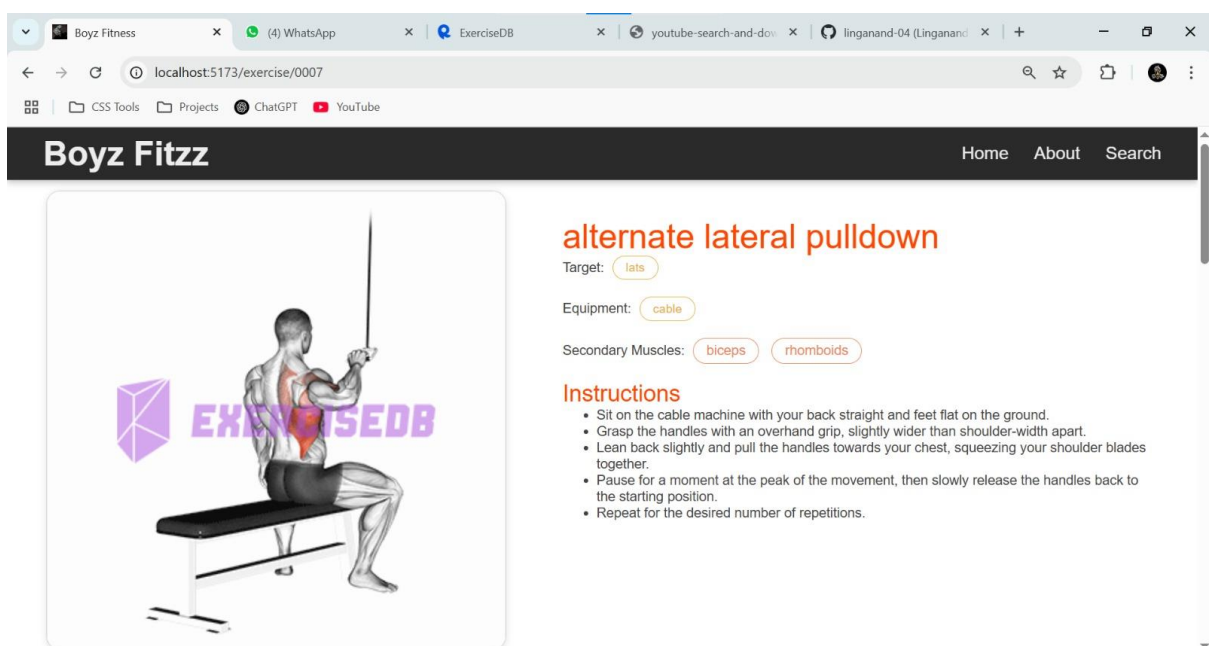 Boyz Fitness
(4) WhatsApp
ExerciseDB
youtube-search-and-dow
linganand-04 (Linganand
localhost:5173/exercise/0007
CSS Tools
Projects
ChatGPT
YouTube
Boyz Fitzz
Home
About
Search
EXERCISEDB
alternate lateral pulldown
Target: lats
Equipment: cable
Secondary Muscles: biceps rhomboids
Instructions
• Sit on the cable machine with your back straight and feet flat on the ground.
• Grasp the handles with an overhand grip, slightly wider than shoulder-width apart.
• Lean back slightly and pull the handles towards your chest, squeezing your shoulder blades
together.
• Pause for a moment at the peak of the movement, then slowly release the handles back to
the starting position.
• Repeat for the desired number of repetitions.